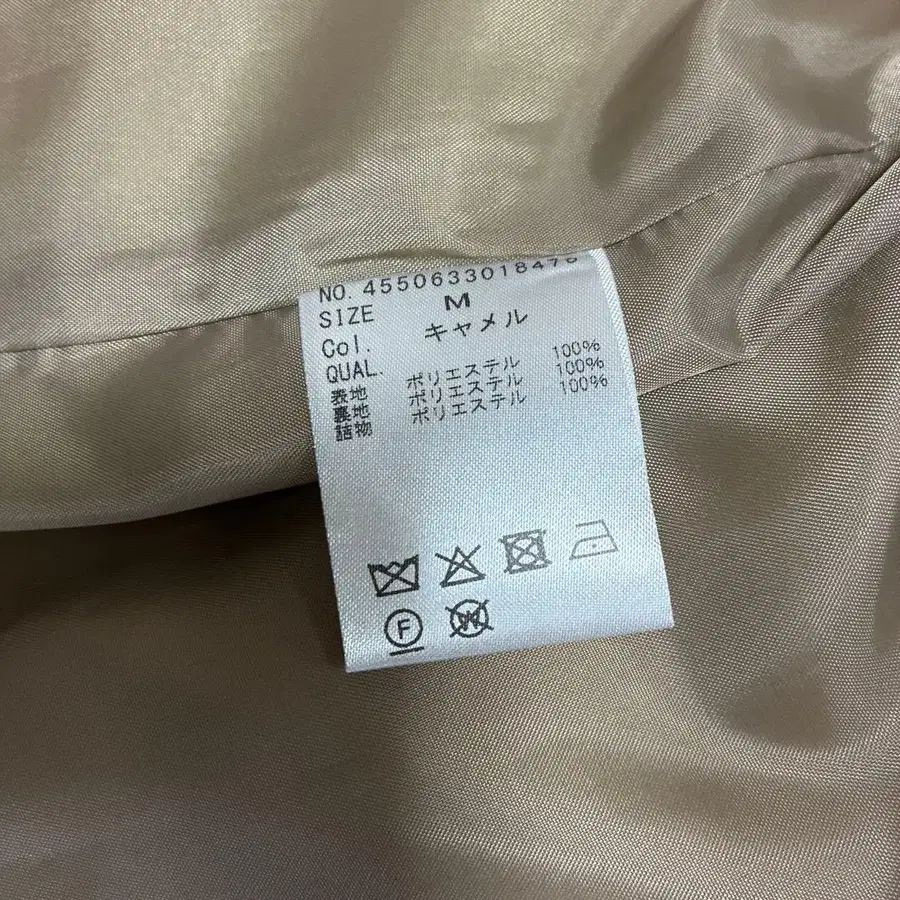 NO. 4550633018476
SIZE M
Col. キャメル
QUAL.
表地 ポリエステル 100%
裏地 ポリエステル 100%
詰物 ポリエステル 100%
F W